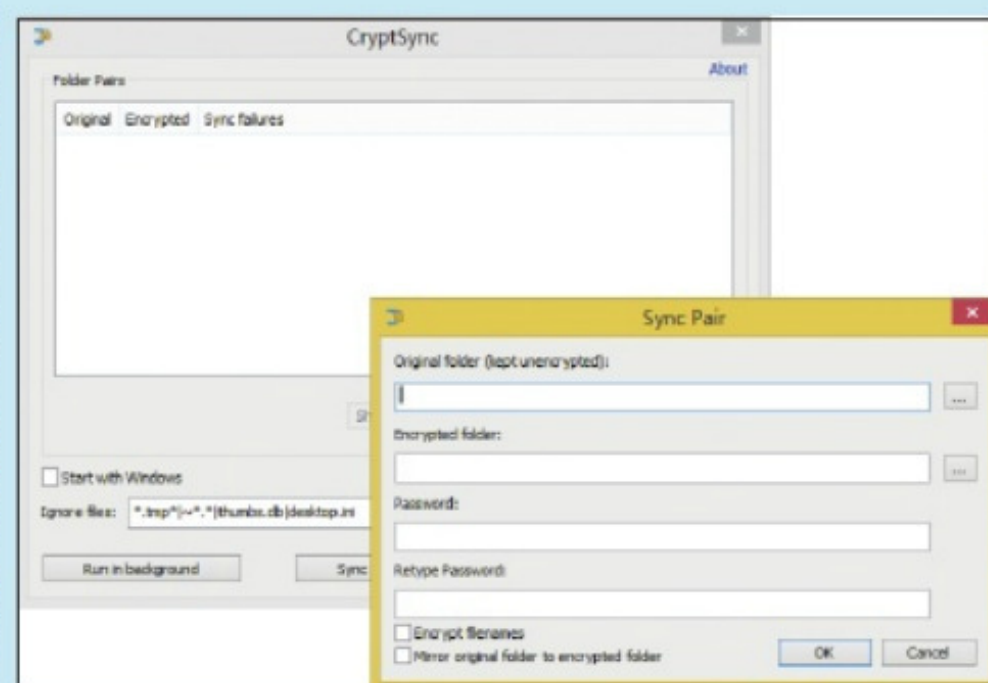 CryptSync
About
Folder Pairs
Original Encrypted Sync failures
Start with Windows
Ignore files: *.tmp*|~*.*|thumbs.db|desktop.ini
Run in background
Sync
Sync Pair
Original folder (kept unencrypted):
...
Encrypted folder:
...
Password:
Retype Password:
Encrypt filenames
Mirror original folder to encrypted folder
OK Cancel